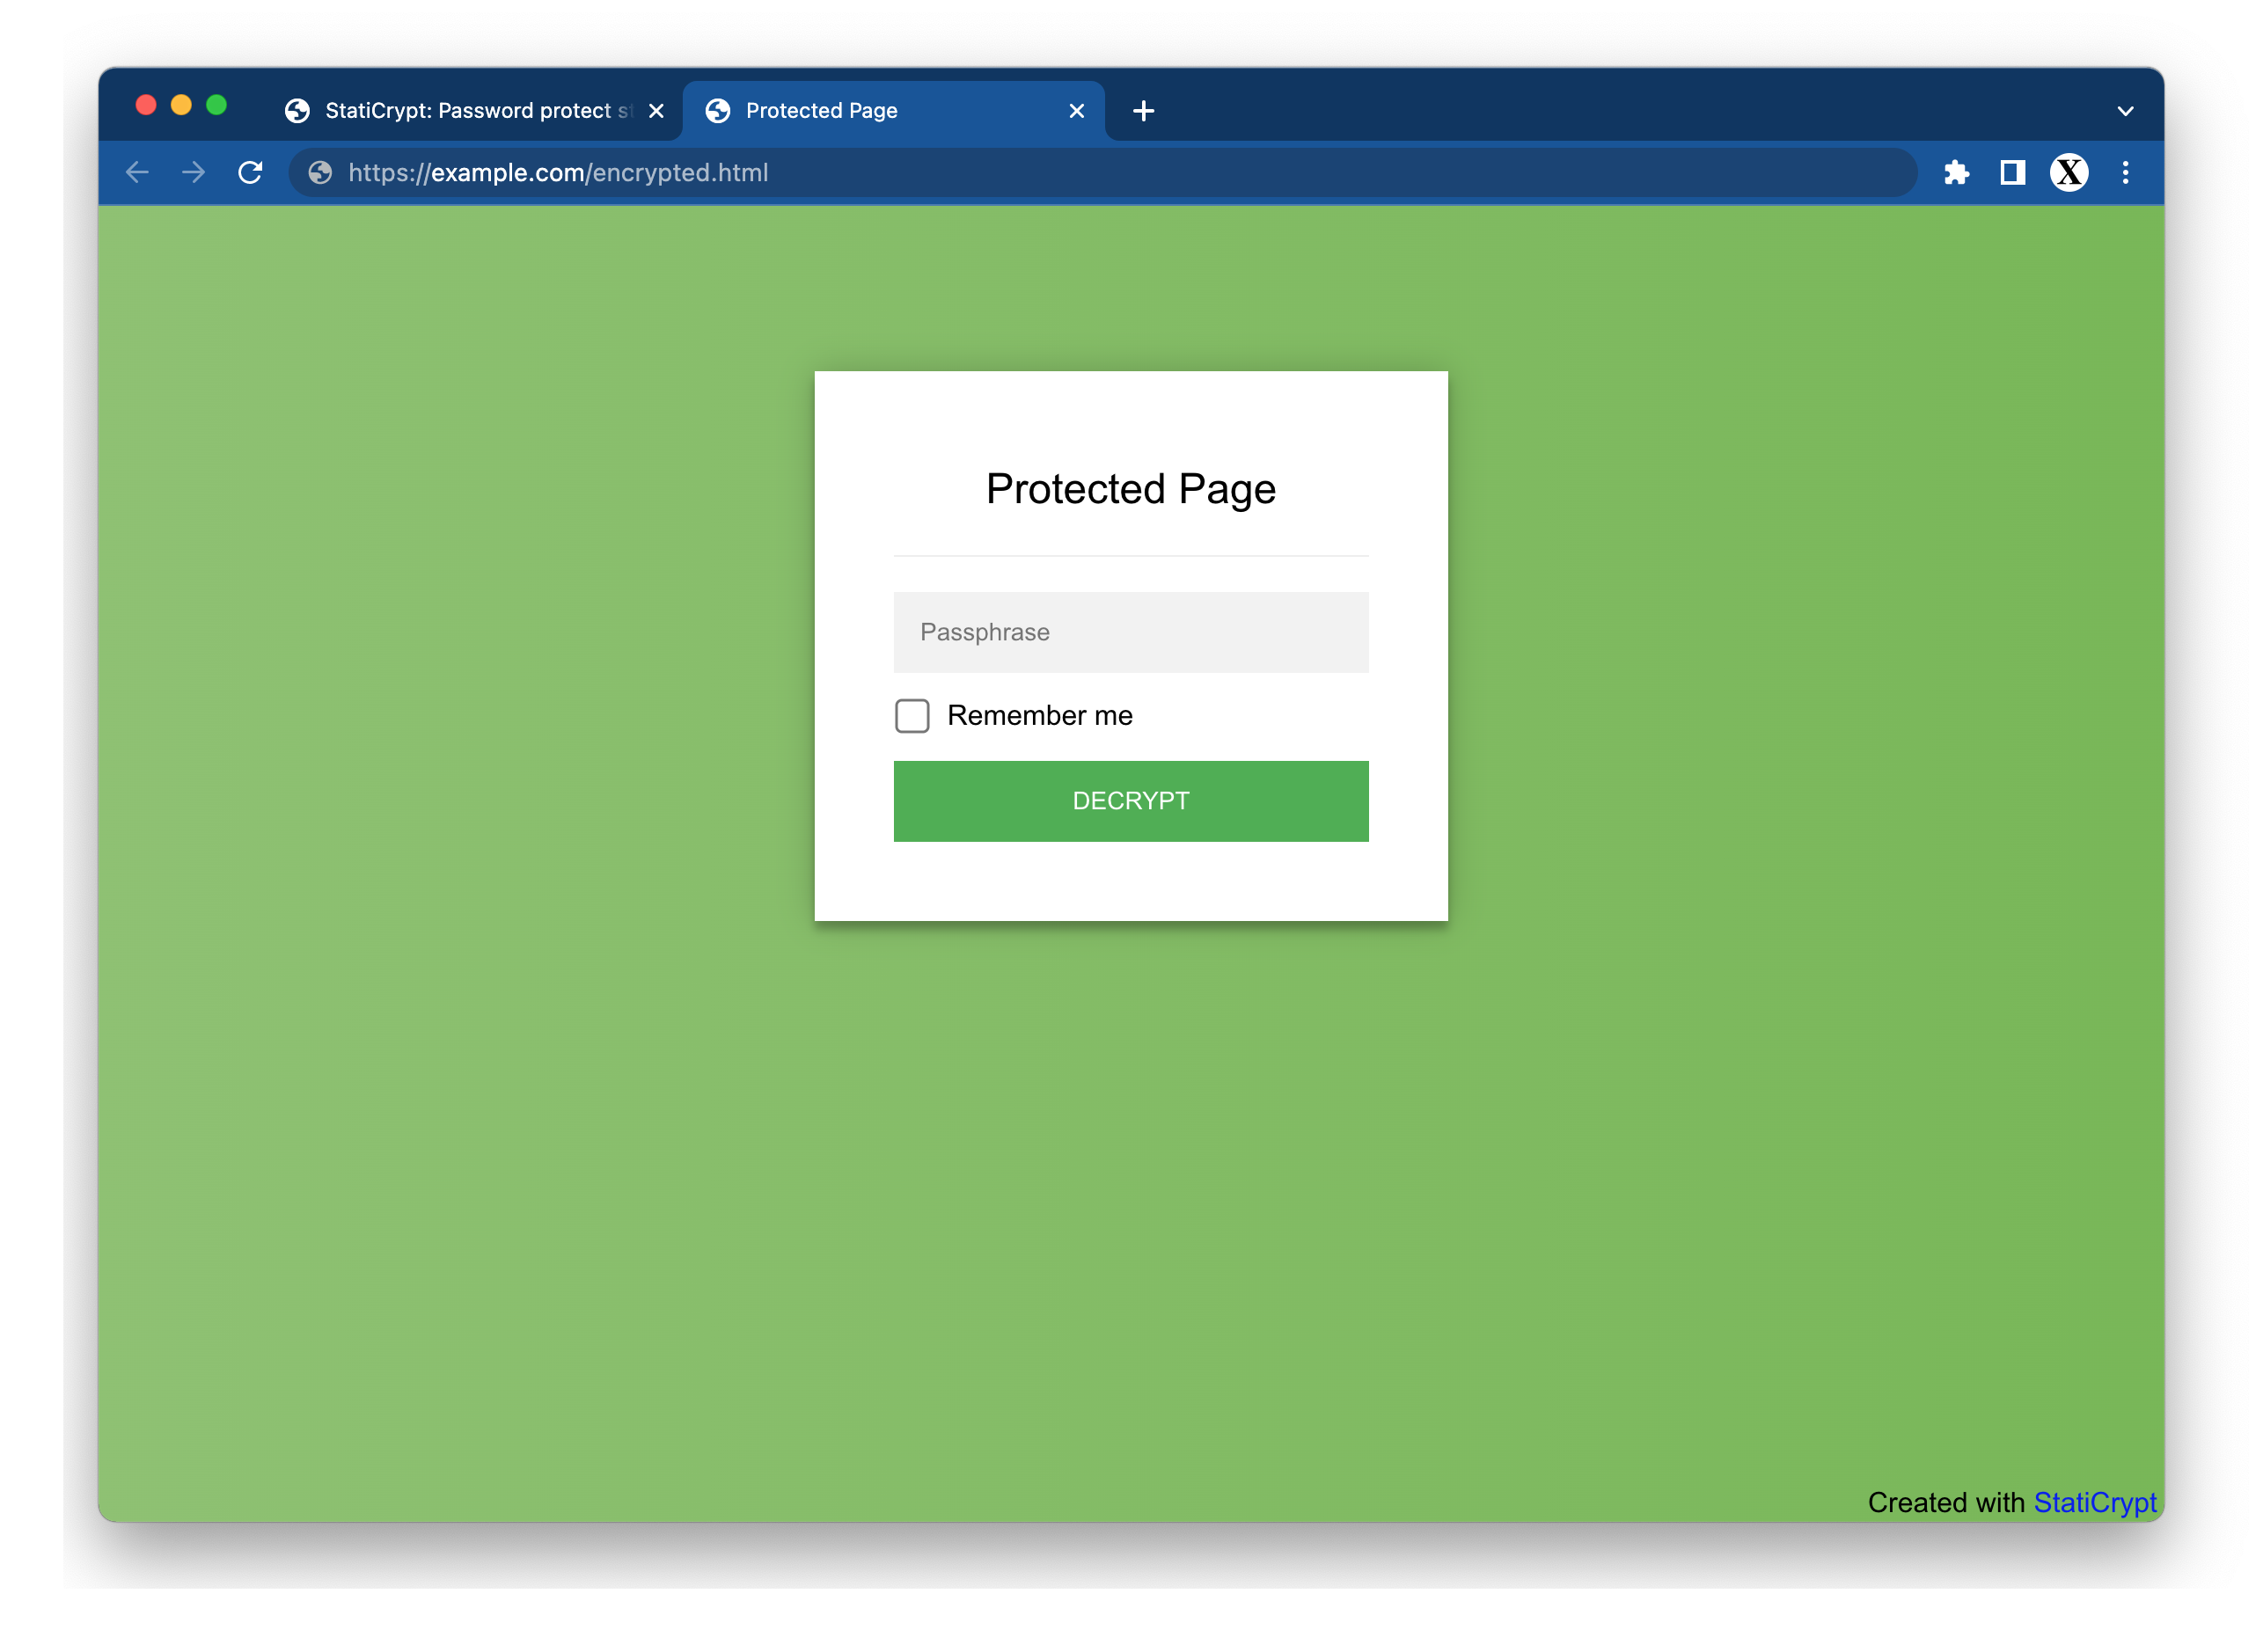 StatiCrypt: Password protect
Protected Page
https://example.com/encrypted.html
X
Protected Page
Passphrase
Remember me
DECRYPT
Created with StatiCrypt